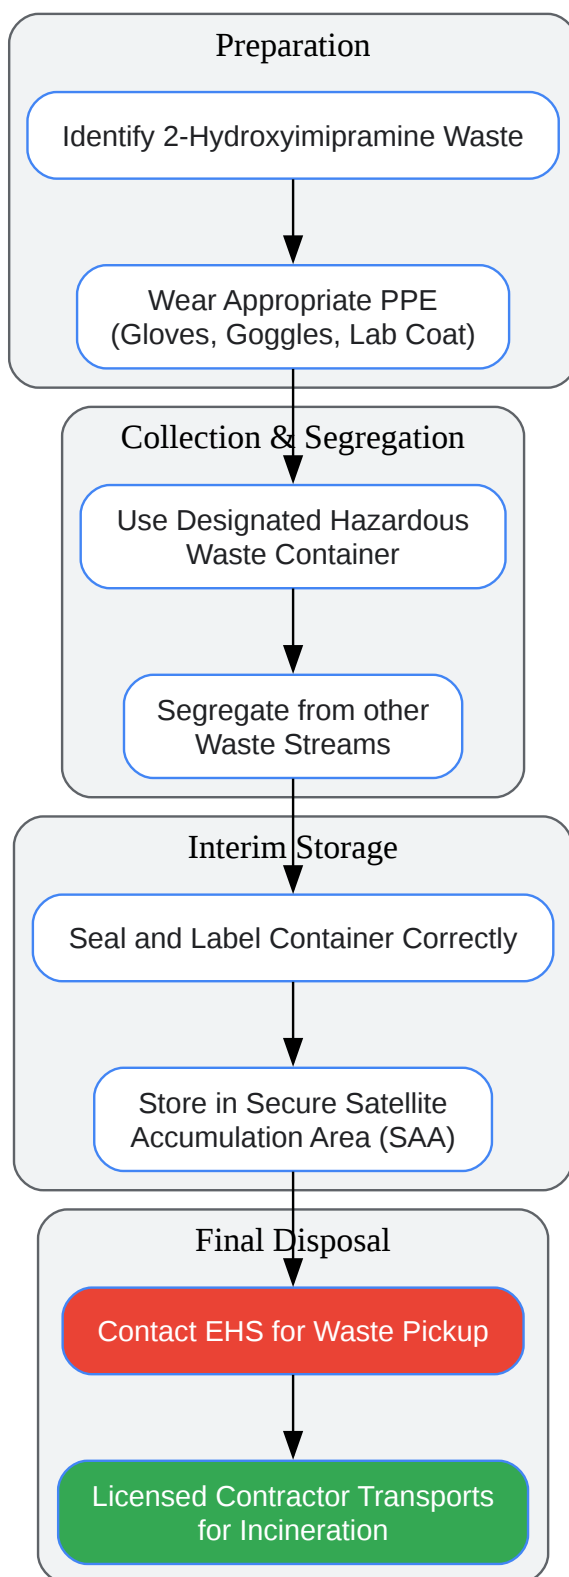 Preparation
Identify 2-Hydroxyimipramine Waste
Wear Appropriate PPE
(Gloves, Goggles, Lab Coat)
Collection & Segregation
Use Designated Hazardous
Waste Container
Segregate from other
Waste Streams
Interim Storage
Seal and Label Container Correctly
Store in Secure Satellite
Accumulation Area (SAA)
Final Disposal
Contact EHS for Waste Pickup
Licensed Contractor Transports
for Incineration